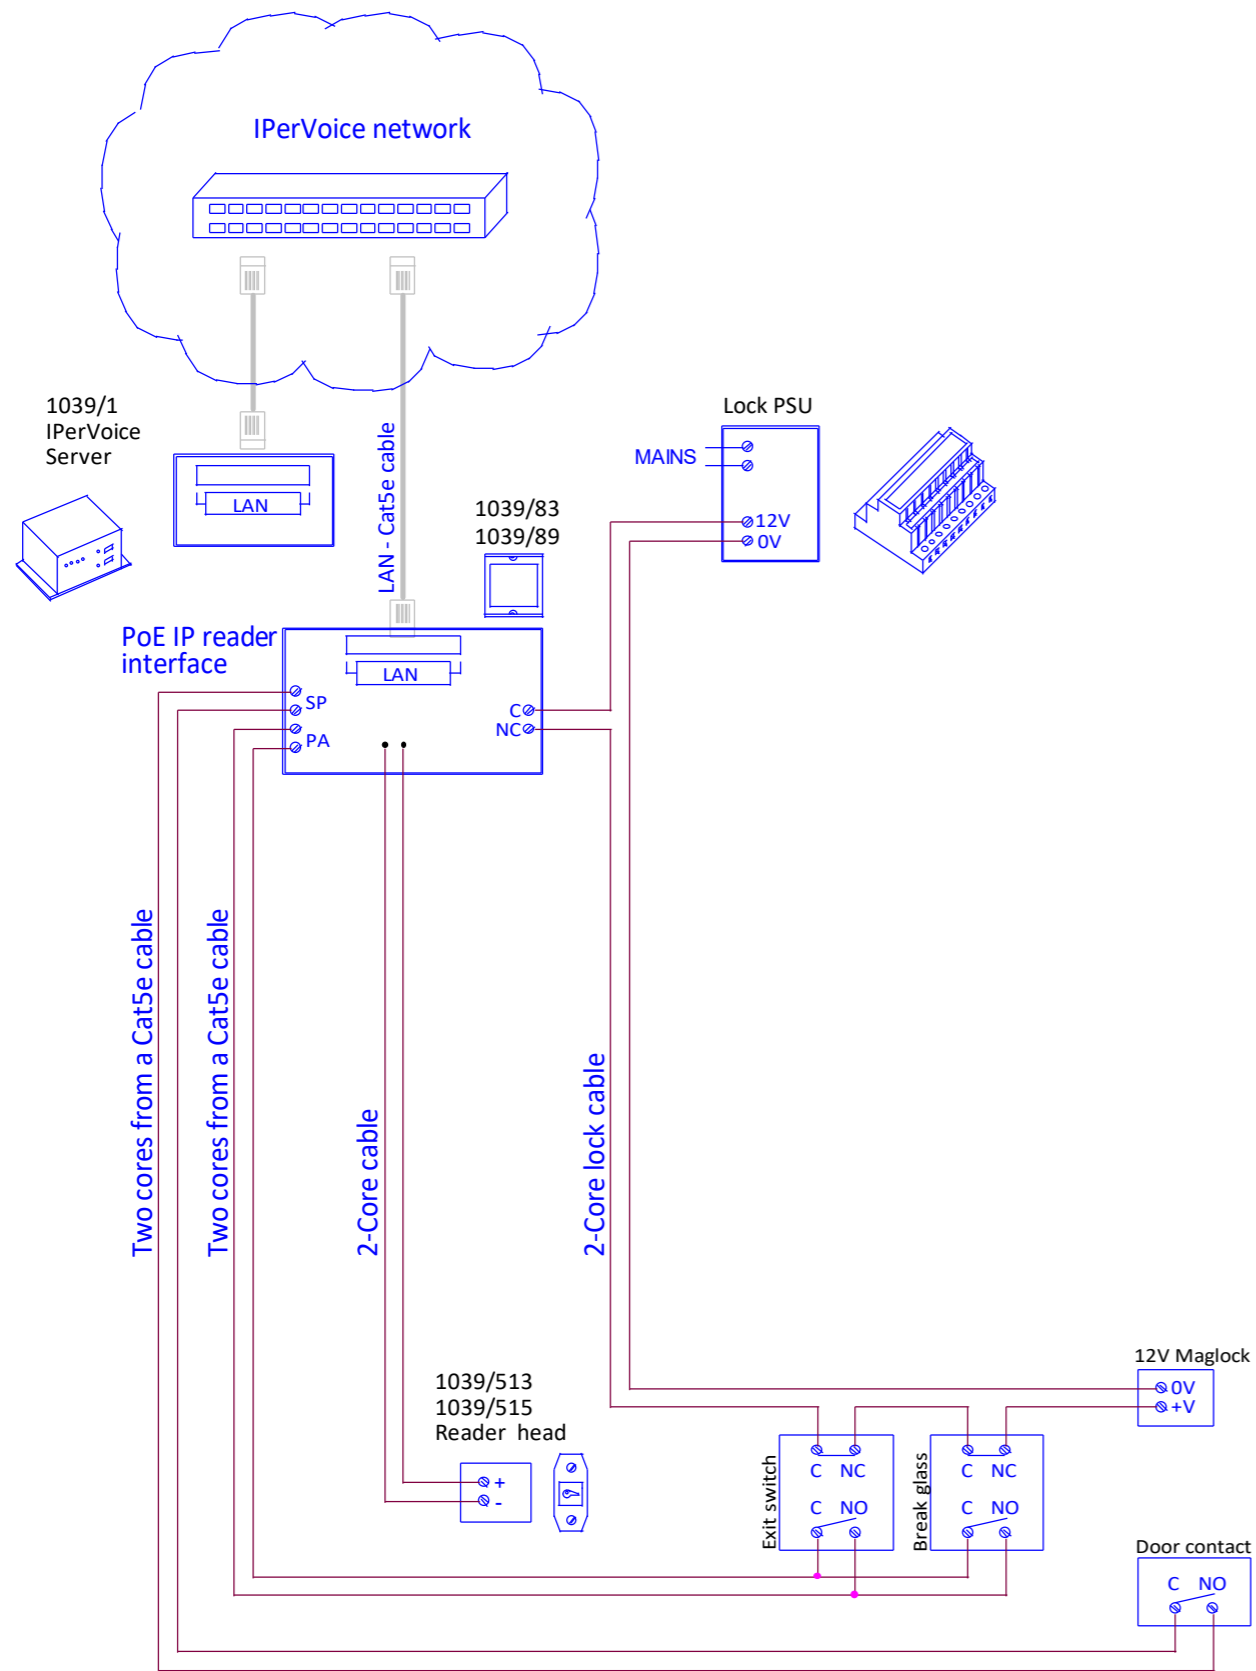 IPerVoice network
1039/1
IPerVoice
Server
LAN
LAN - Cat5e cable
1039/83
1039/89
Lock PSU
MAINS
12V
0V
PoE IP reader
interface
LAN
SP
PA
C
NC
Two cores from a Cat5e cable
Two cores from a Cat5e cable
2-Core cable
2-Core lock cable
1039/513
1039/515
Reader head
+
-
12V Maglock
0V
+V
Exit switch
C NC
C NO
Break glass
C NC
C NO
Door contact
C NO